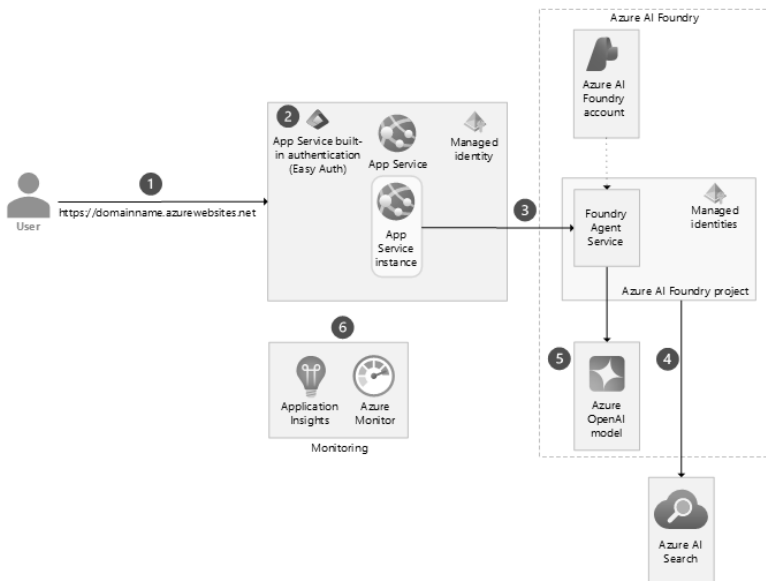 Azure AI Foundry
Azure AI
Foundry
account
2
App Service built-
in authentication
(Easy Auth)
App Service
Managed
identity
1
https://domainname.azurewebsites.net
User
App
Service
instance
3
Foundry
Agent
Service
Managed
identities
Azure AI Foundry project
6
Application
Insights
Azure
Monitor
Monitoring
5
4
Azure
OpenAI
model
Azure AI
Search